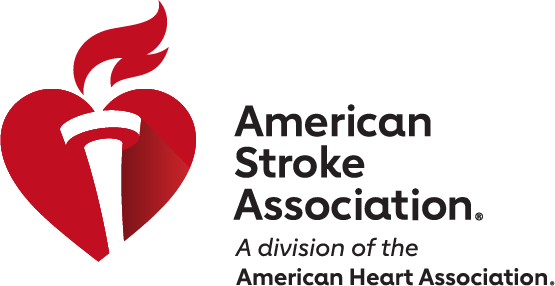 American
Stroke
Association®
A division of the
American Heart Association.